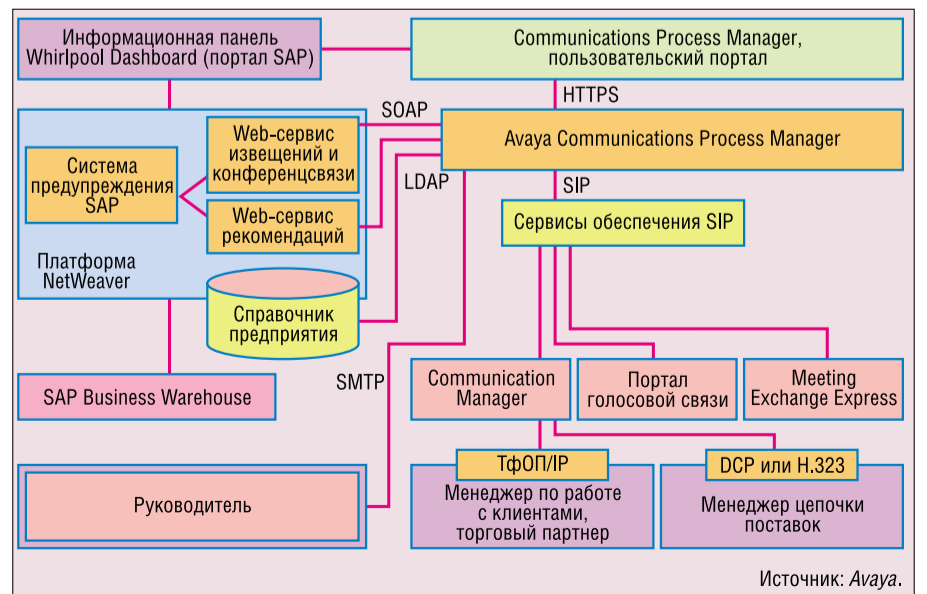 Информационная панель
Whirlpool Dashboard (портал SAP)
Communications Process Manager,
пользовательский портал
HTTPS
SOAP
Web-сервис
извещений и
конференцсвязи
Avaya Communications Process Manager
Система
предупреждения
SAP
LDAP
SIP
Web-сервис
рекомендаций
Сервисы обеспечения SIP
Платформа
NetWeaver
Справочник
предприятия
SMTP
SAP Business Warehouse
Communication
Manager
Портал
голосовой связи
Meeting
Exchange Express
ТфОП/IP
DCP или H.323
Руководитель
Менеджер по работе
с клиентами,
торговый партнер
Менеджер цепочки
поставок
Источник: Avaya.